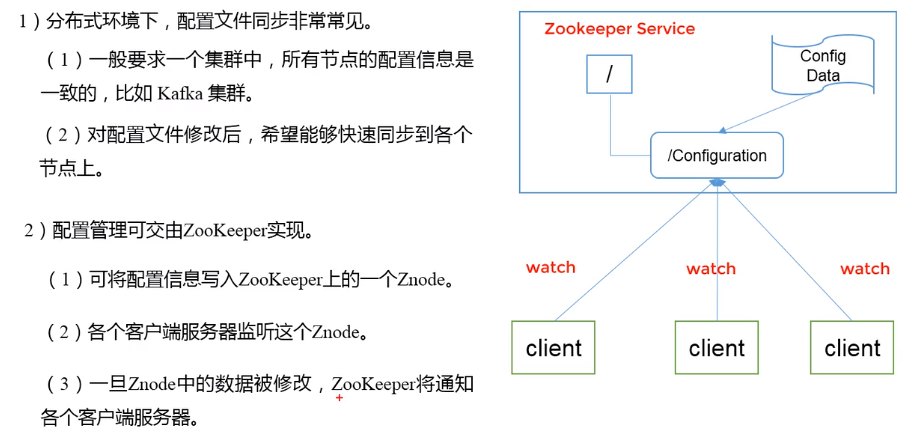 1）分布式环境下，配置文件同步非常常见。
（1）一般要求一个集群中，所有节点的配置信息是
一致的，比如 Kafka 集群。
（2）对配置文件修改后，希望能够快速同步到各个
节点上。
2）配置管理可交由ZooKeeper实现。
（1）可将配置信息写入ZooKeeper上的一个Znode。
（2）各个客户端服务器监听这个Znode。
（3）一旦Znode中的数据被修改，ZooKeeper将通知
各个客户端服务器。
Zookeeper Service
/
Config
Data
/Configuration
watch
watch
watch
client
client
client